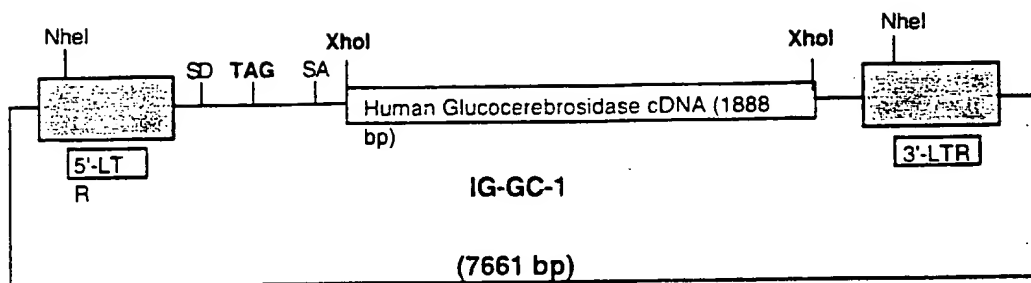 NheI
SD
TAG
SA
XhoI
XhoI
NheI
Human Glucocerebrosidase cDNA (1888
bp)
5'-LT
R
3'-LTR
IG-GC-1
(7661 bp)